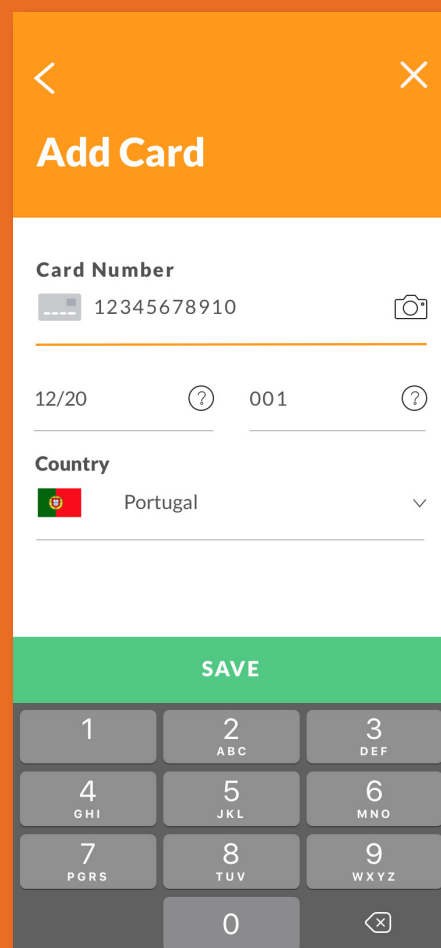 Add Card
Card Number
12345678910
12/20 ? 001 ?
Country
Portugal
SAVE
1 2 3
ABC DEF
4 5 6
GHI JKL MNO
7 8 9
PGRS TUV WXYZ
0